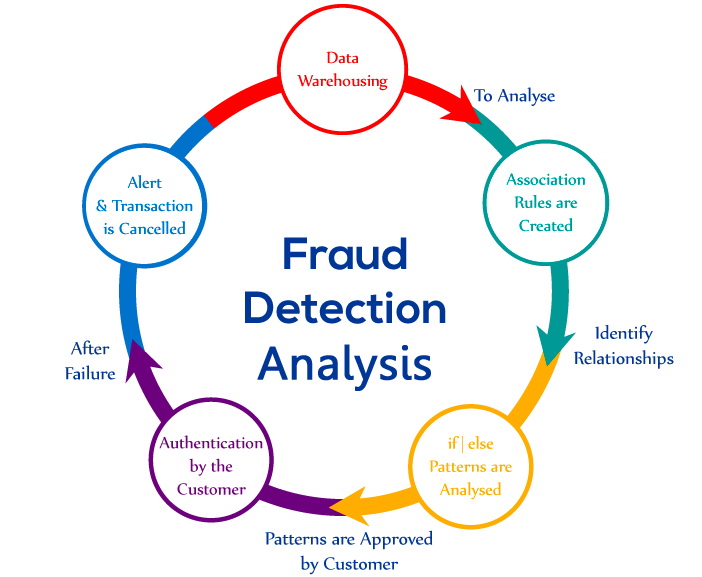 Data
Warehousing
To Analyse
Association
Rules are
Created
Identify
Relationships
if | else
Patterns are
Analysed
Patterns are Approved
by Customer
Authentication
by the
Customer
After
Failure
Alert
& Transaction
is Cancelled
Fraud
Detection
Analysis